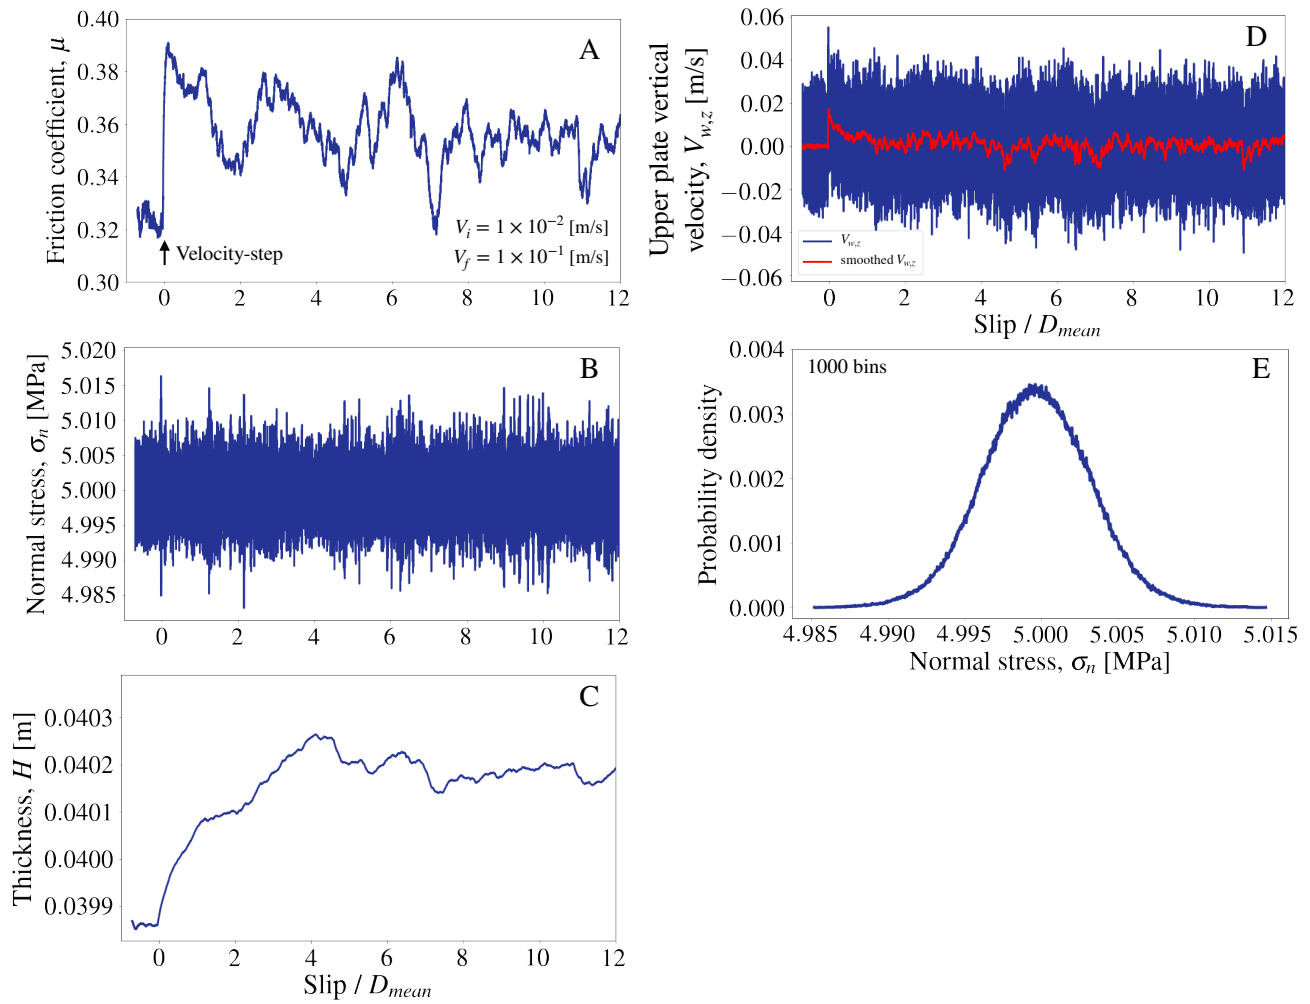 A
Friction coefficient, μ
0.40
0.38
0.36
0.34
0.32
0.30
V_i = 1 × 10^{-2} [m/s]
V_f = 1 × 10^{-1} [m/s]
Velocity-step
0 2 4 6 8 10 12
B
Normal stress, σ_n [MPa]
5.020
5.015
5.010
5.005
5.000
4.995
4.990
4.985
0 2 4 6 8 10 12
C
Thickness, H [m]
0.0403
0.0402
0.0401
0.0400
0.0399
0 2 4 6 8 10 12
Slip / D_{mean}
D
Upper plate vertical
velocity, V_{w,z} [m/s]
0.06
0.04
0.02
0.00
−0.02
−0.04
−0.06
V_{w,z}
smoothed V_{w,z}
0 2 4 6 8 10 12
Slip / D_{mean}
E
1000 bins
Probability density
0.004
0.003
0.002
0.001
0.000
4.985 4.990 4.995 5.000 5.005 5.010 5.015
Normal stress, σ_n [MPa]